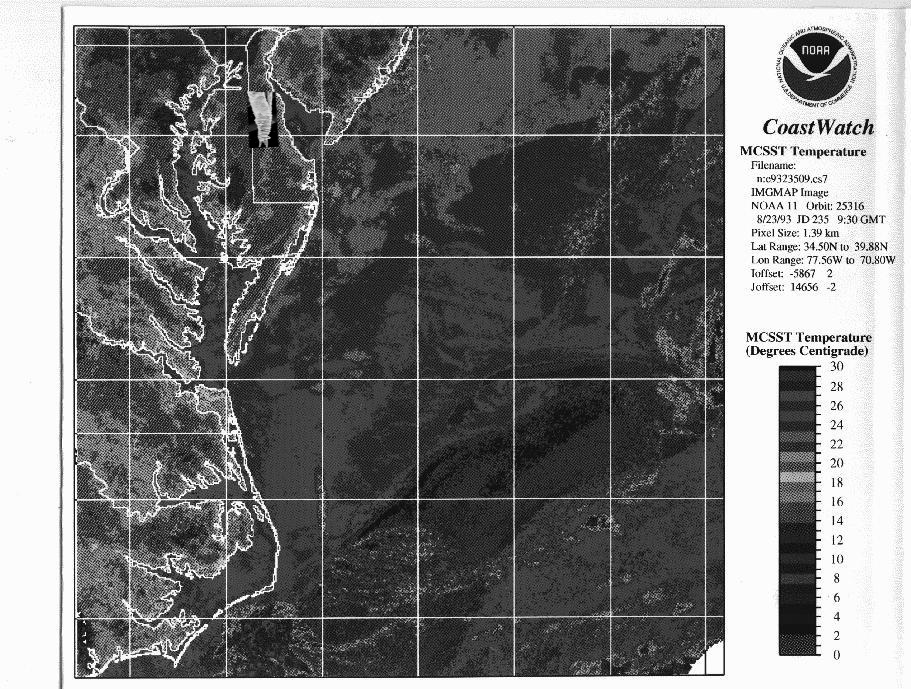 NATIONAL OCEANIC AND ATMOSPHERIC ADMINISTRATION
NOAA
U.S. DEPARTMENT OF COMMERCE
CoastWatch
MCSST Temperature
Filename:
n:e9323509.cs7
IMGMAP Image
NOAA 11 Orbit: 25316
8/23/93 JD 235 9:30 GMT
Pixel Size: 1.39 km
Lat Range: 34.50N to 39.88N
Lon Range: 77.56W to 70.80W
Ioffset: -5867 2
Joffset: 14656 -2
MCSST Temperature
(Degrees Centigrade)
30
28
26
24
22
20
18
16
14
12
10
8
6
4
2
0